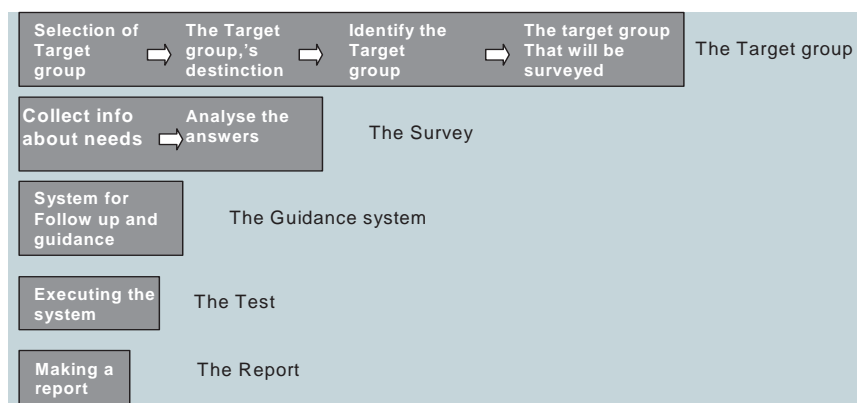 Selection of
Target
group
The Target
group,'s
destinction
Identify the
Target
group
The target group
That will be
surveyed
The Target group
Collect info
about needs
Analyse the
answers
The Survey
System for
Follow up and
guidance
The Guidance system
Executing the
system
The Test
Making a
report
The Report